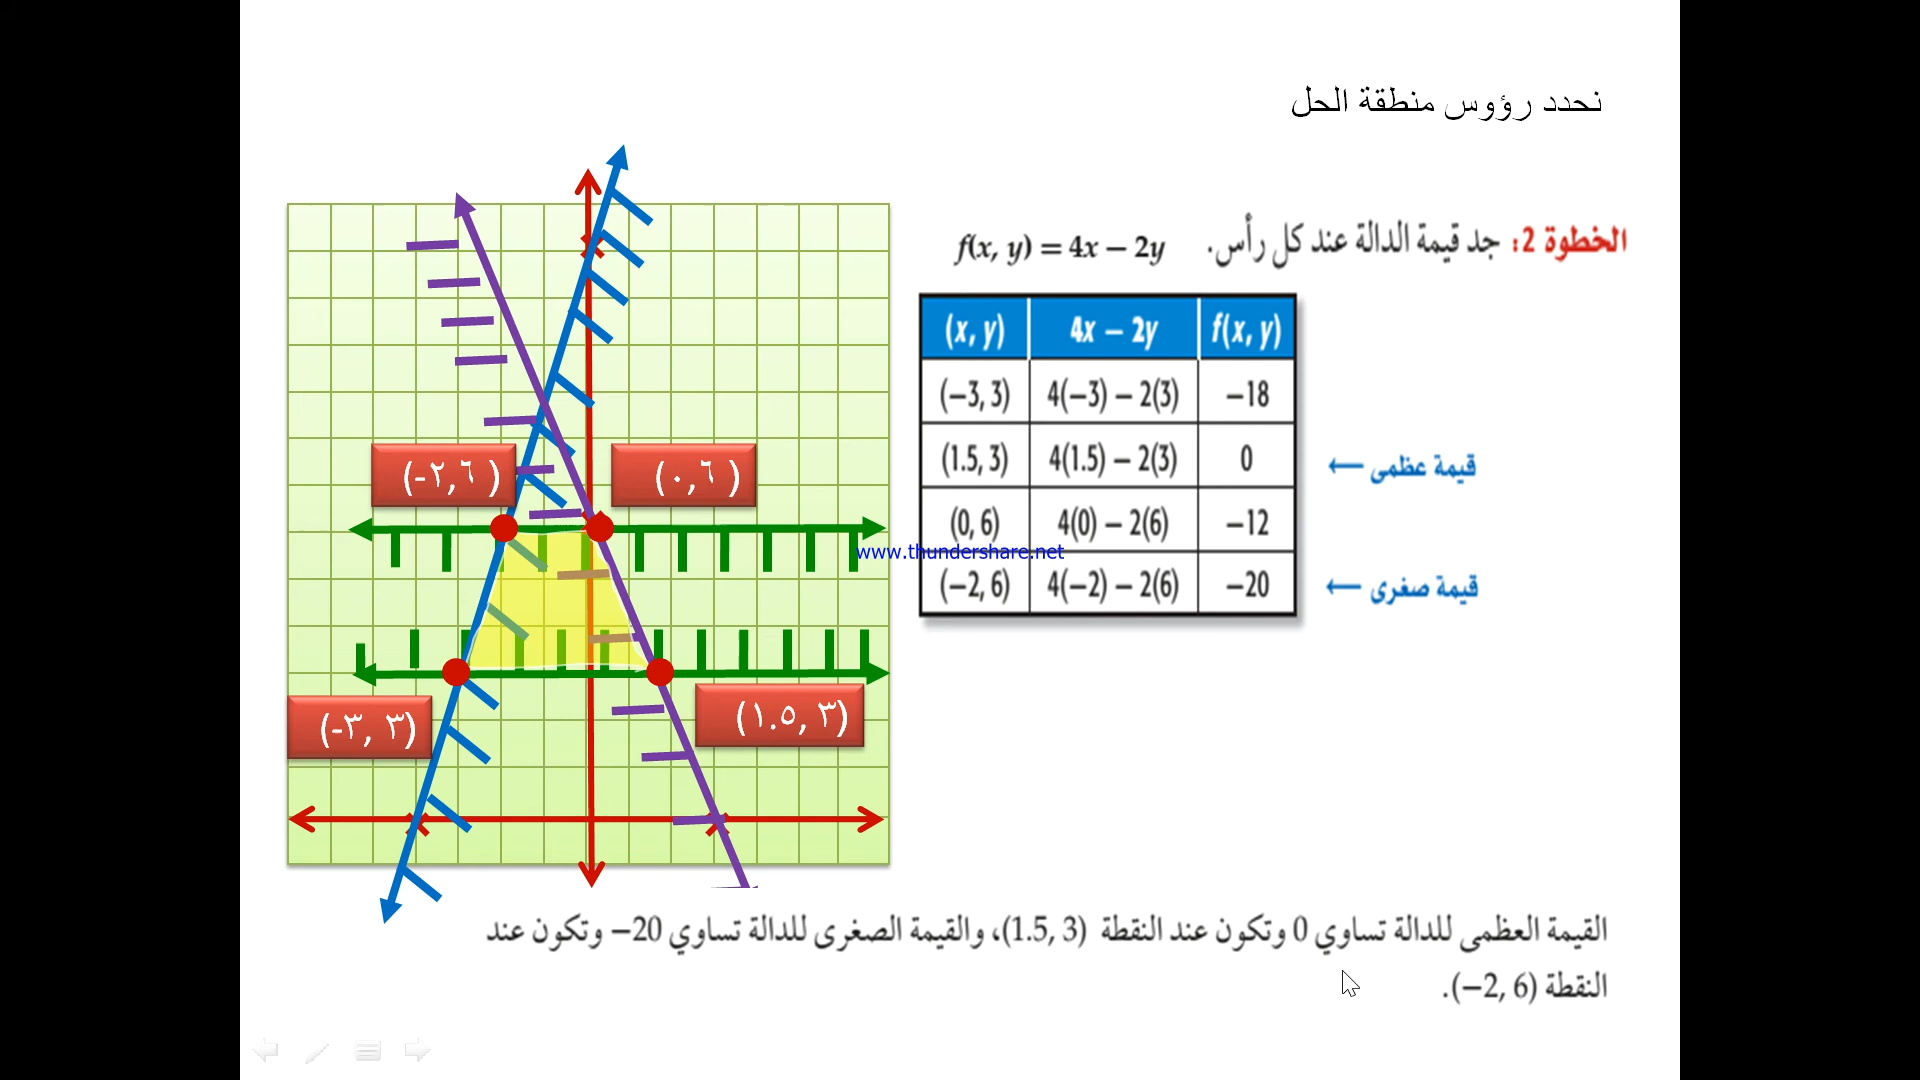 نحدد رؤوس منطقة الحل
الخطوة 2: جد قيمة الدالة عند كل رأس. f(x, y) = 4x − 2y
(x, y) 4x − 2y f(x, y)
(−3, 3) 4(−3) − 2(3) −18
(1.5, 3) 4(1.5) − 2(3) 0 ← قيمة عظمى
(0, 6) 4(0) − 2(6) −12
(−2, 6) 4(−2) − 2(6) −20 ← قيمة صغرى
(-٢,٦ )
(٠,٦ )
www.thundershare.net
(-٣, ٣)
(١.٥, ٣)
القيمة العظمى للدالة تساوي 0 وتكون عند النقطة (1.5, 3)، والقيمة الصغرى للدالة تساوي 20− وتكون عند
النقطة (−2, 6).